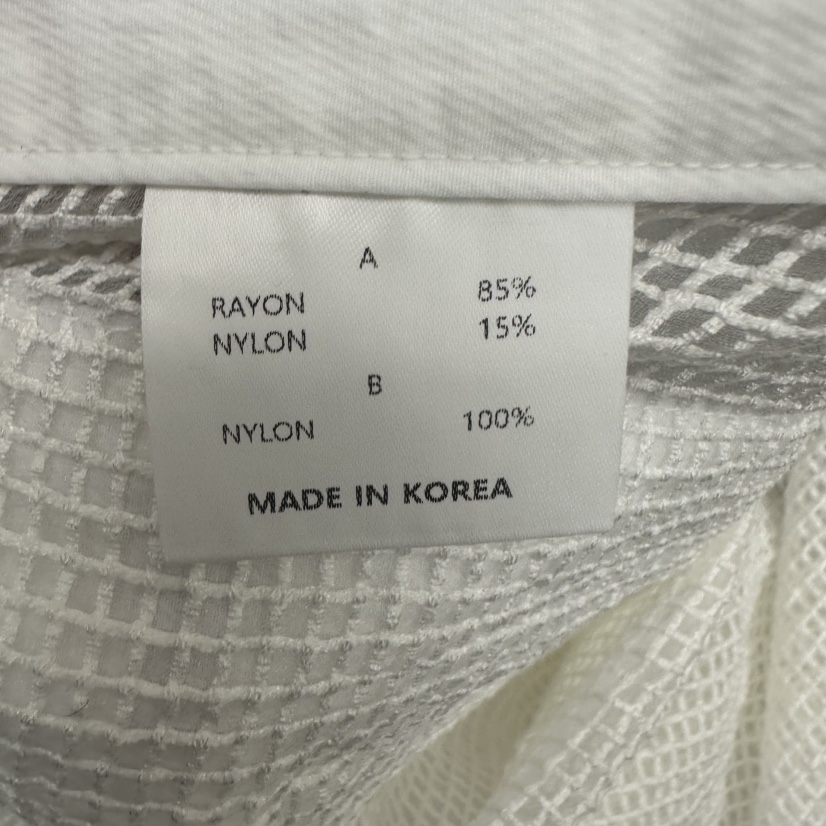 A
RAYON 85%
NYLON 15%
B
NYLON 100%
MADE IN KOREA